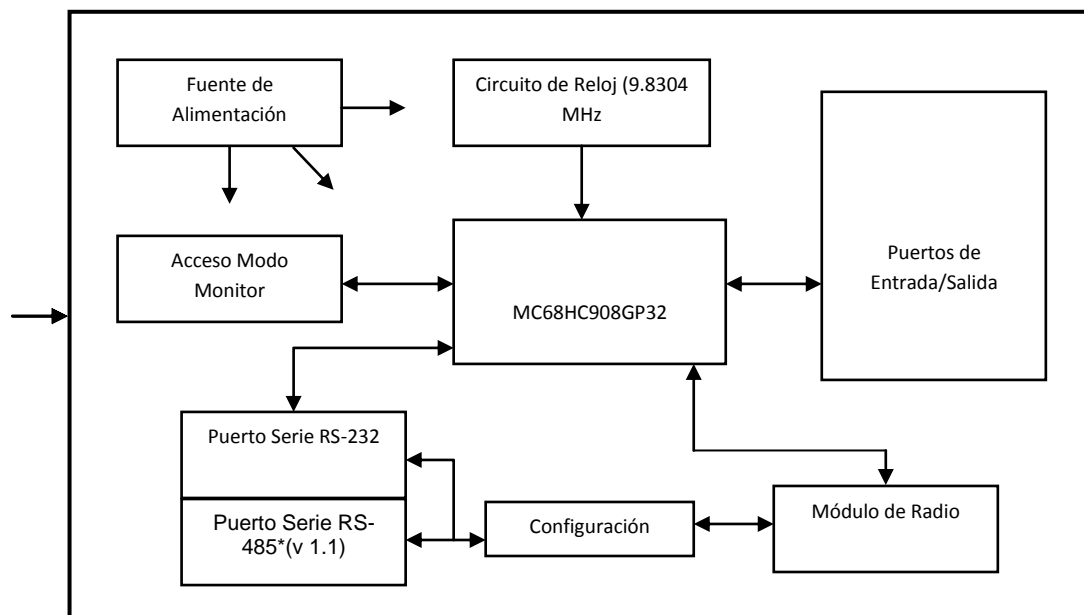 Fuente de
Alimentación
Circuito de Reloj (9.8304
MHz
Acceso Modo
Monitor
MC68HC908GP32
Puertos de
Entrada/Salida
Puerto Serie RS-232
Puerto Serie RS-
485*(v 1.1)
Configuración
Módulo de Radio